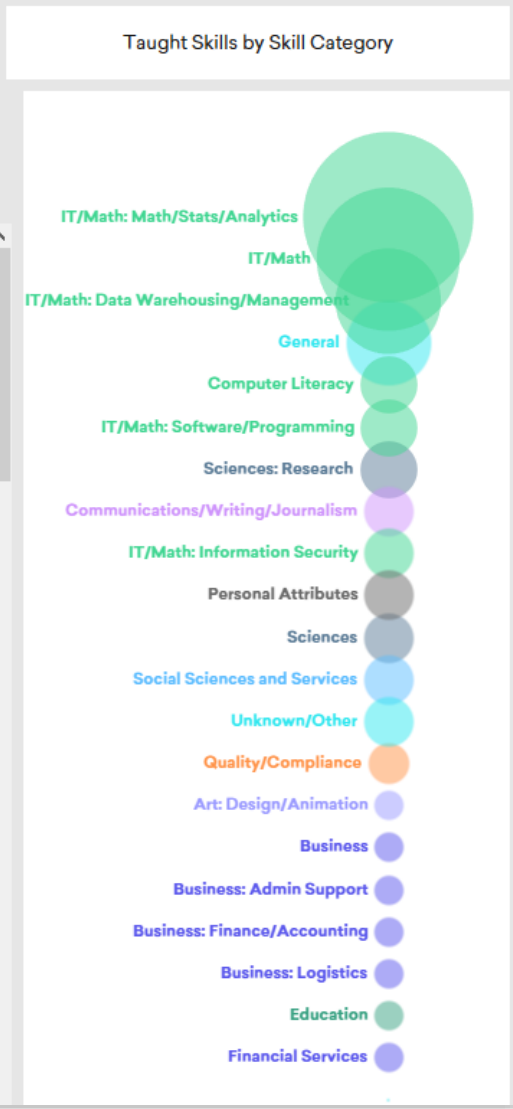 Taught Skills by Skill Category
IT/Math: Math/Stats/Analytics
IT/Math
IT/Math: Data Warehousing/Management
General
Computer Literacy
IT/Math: Software/Programming
Sciences: Research
Communications/Writing/Journalism
IT/Math: Information Security
Personal Attributes
Sciences
Social Sciences and Services
Unknown/Other
Quality/Compliance
Art: Design/Animation
Business
Business: Admin Support
Business: Finance/Accounting
Business: Logistics
Education
Financial Services